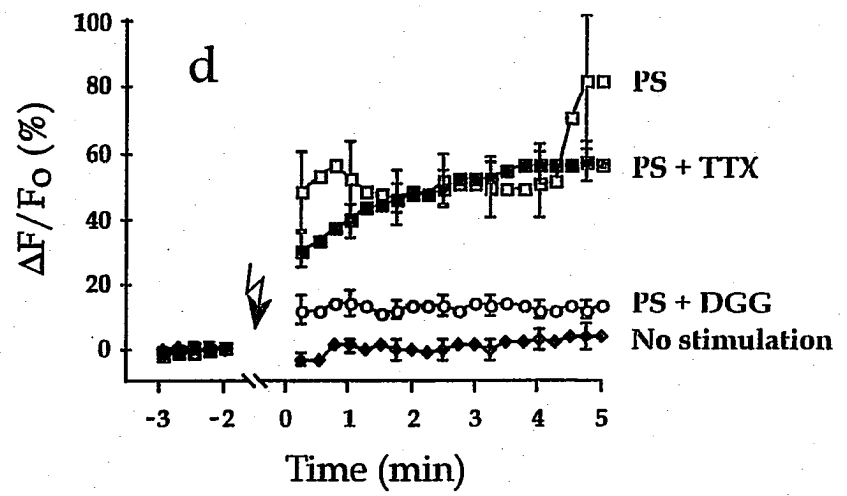 d
ΔF/Fo (%)
100
80
60
40
20
0
PS
PS + TTX
PS + DGG
No stimulation
-3 -2 0 1 2 3 4 5
Time (min)